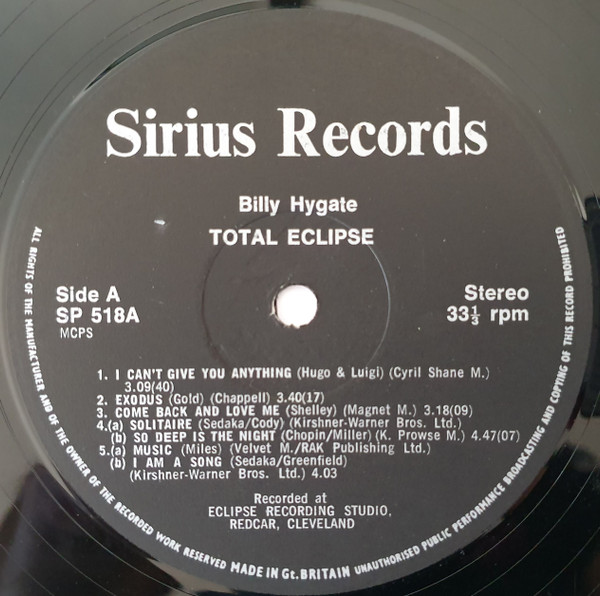 Sirius Records
Billy Hygate
TOTAL ECLIPSE
Side A
SP 518A
MCPS
Stereo
33⅓ rpm
1. I CAN'T GIVE YOU ANYTHING (Hugo & Luigi) (Cyril Shane M.)
3.09(40)
2. EXODUS (Gold) (Chappell) 3.40(17)
3. COME BACK AND LOVE ME (Shelley) (Magnet M.) 3.18(09)
4.(a) SOLITAIRE (Sedaka/Cody) (Kirshner-Warner Bros. Ltd.)
(b) SO DEEP IS THE NIGHT (Chopin/Miller) (K. Prowse M.) 4.47(07)
5.(a) MUSIC (Miles) (Velvet M./RAK Publishing Ltd.)
(b) I AM A SONG (Sedaka/Greenfield)
(Kirshner-Warner Bros. Ltd.) 4.03
Recorded at
ECLIPSE RECORDING STUDIO,
REDCAR, CLEVELAND
ALL RIGHTS OF THE MANUFACTURER AND OF THE OWNER OF THE RECORDED WORK RESERVED MADE IN Gt. BRITAIN UNAUTHORISED PUBLIC PERFORMANCE BROADCASTING AND COPYING OF THIS RECORD PROHIBITED